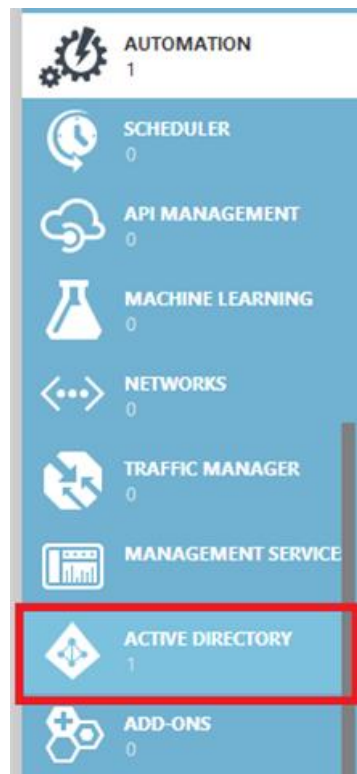 AUTOMATION
1
SCHEDULER
0
API MANAGEMENT
0
MACHINE LEARNING
0
NETWORKS
0
TRAFFIC MANAGER
0
MANAGEMENT SERVICE
ACTIVE DIRECTORY
1
ADD-ONS
0